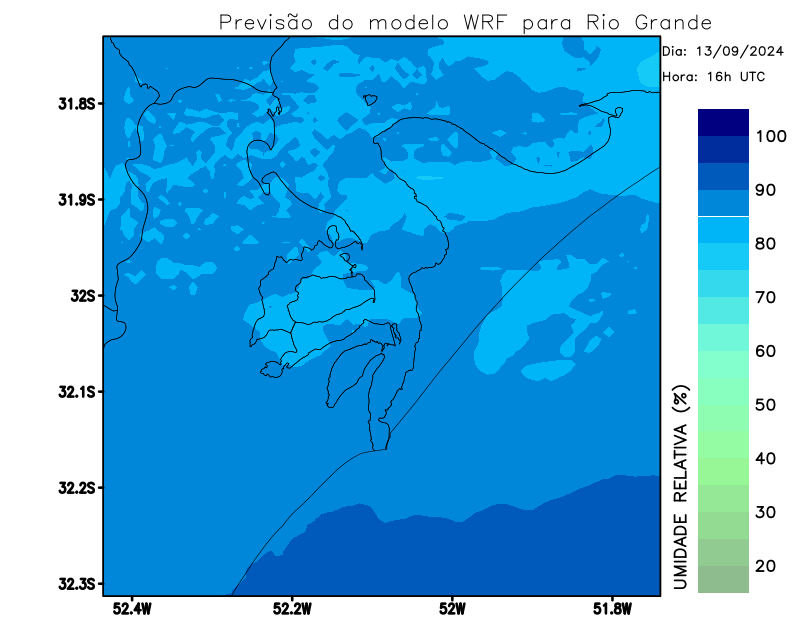 Previsão do modelo WRF para Rio Grande
Dia: 13/09/2024
Hora: 16h UTC
31.8S
31.9S
32S
32.1S
32.2S
32.3S
52.4W
52.2W
52W
51.8W
100
90
80
70
60
50
40
30
20
UMIDADE RELATIVA (%)